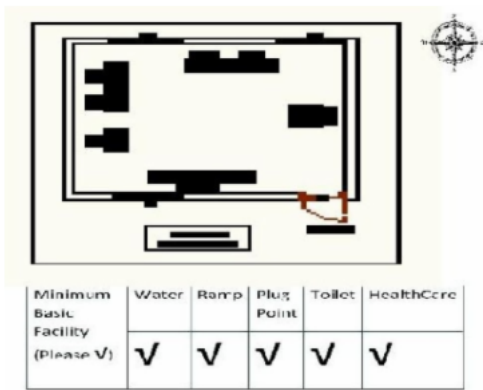 Minimum Basic Facility (Please √) Water Ramp Plug Point Toilet HealthCare
√ √ √ √ √